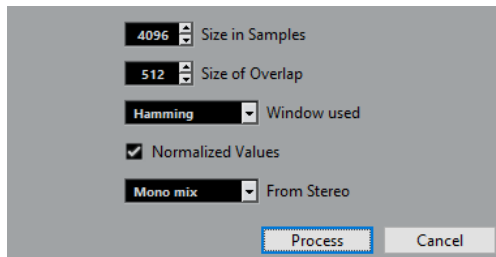 4096 Size in Samples
512 Size of Overlap
Hamming Window used
Normalized Values
Mono mix From Stereo
Process Cancel